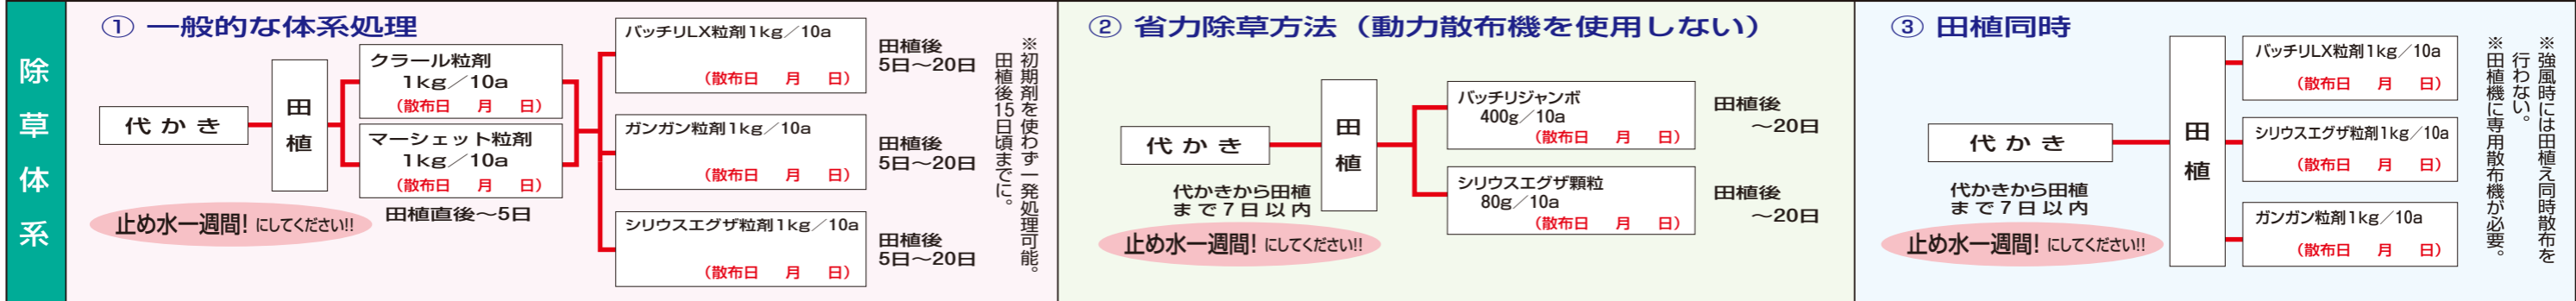 除草体系
① 一般的な体系処理
代かき
田植
クラール粒剤
1kg／10a
（散布日　月　日）
マーシェット粒剤
1kg／10a
（散布日　月　日）
田植直後～5日
止め水一週間! にしてください!!
バッチリLX粒剤1kg／10a
（散布日　月　日）
田植後
5日～20日
ガンガン粒剤1kg／10a
（散布日　月　日）
田植後
5日～20日
シリウスエグザ粒剤1kg／10a
（散布日　月　日）
田植後
5日～20日
※初期剤を使わず一発処理可能。
田植後15日頃までに。
② 省力除草方法（動力散布機を使用しない）
代かき
田植
代かきから田植
まで7日以内
止め水一週間! にしてください!!
バッチリジャンボ
400g／10a
（散布日　月　日）
田植後
～20日
シリウスエグザ顆粒
80g／10a
（散布日　月　日）
田植後
～20日
③ 田植同時
代かき
田植
代かきから田植
まで7日以内
止め水一週間! にしてください!!
バッチリLX粒剤1kg／10a
（散布日　月　日）
シリウスエグザ粒剤1kg／10a
（散布日　月　日）
ガンガン粒剤1kg／10a
（散布日　月　日）
※強風時には田植え同時散布を
行わない。
※田植機に専用散布機が必要。